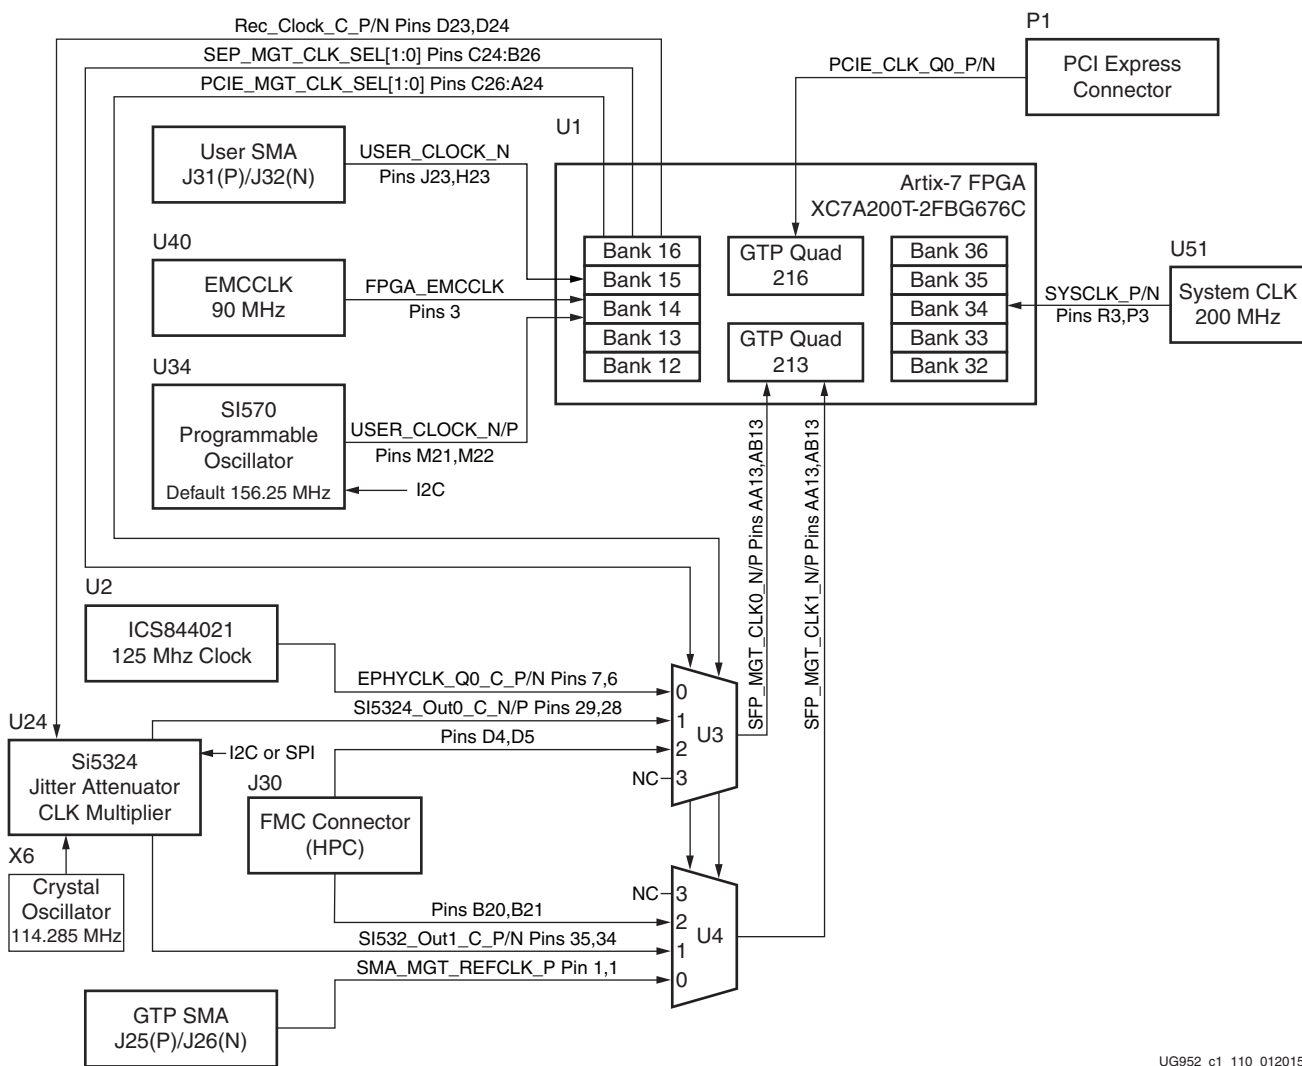 Rec_Clock_C_P/N Pins D23,D24
SEP_MGT_CLK_SEL[1:0] Pins C24:B26
PCIE_MGT_CLK_SEL[1:0] Pins C26:A24
P1
PCI Express
Connector
PCIE_CLK_Q0_P/N
U1
User SMA
J31(P)/J32(N)
USER_CLOCK_N
Pins J23,H23
Artix-7 FPGA
XC7A200T-2FBG676C
U40
EMCCLK
90 MHz
FPGA_EMCCLK
Pins 3
Bank 16
Bank 15
Bank 14
Bank 13
Bank 12
GTP Quad
216
GTP Quad
213
Bank 36
Bank 35
Bank 34
Bank 33
Bank 32
U51
System CLK
200 MHz
SYSCLK_P/N
Pins R3,P3
U34
SI570
Programmable
Oscillator
Default 156.25 MHz
USER_CLOCK_N/P
Pins M21,M22
I2C
SFP_MGT_CLK0_N/P Pins AA13,AB13
SFP_MGT_CLK1_N/P Pins AA13,AB13
U2
ICS844021
125 Mhz Clock
EPHYCLK_Q0_C_P/N Pins 7,6
SI5324_Out0_C_N/P Pins 29,28
Pins D4,D5
NC
0
1
2
3
U3
U24
Si5324
Jitter Attenuator
CLK Multiplier
I2C or SPI
J30
FMC Connector
(HPC)
X6
Crystal
Oscillator
114.285 MHz
NC
Pins B20,B21
SI532_Out1_C_P/N Pins 35,34
SMA_MGT_REFCLK_P Pin 1,1
3
2
1
0
U4
GTP SMA
J25(P)/J26(N)
UG952_c1_110_012015